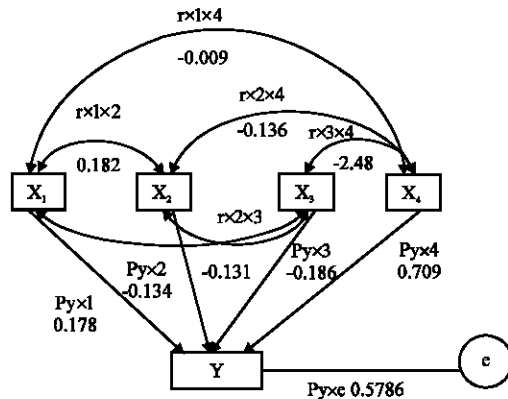 r×1×4
-0.009
r×1×2
r×2×4
-0.136
r×3×4
0.182
-2.48
X₁
X₂
X₃
X₄
r×2×3
Py×2
-0.134
-0.131
Py×3
-0.186
Py×4
0.709
Py×1
0.178
Y
e
Py×e 0.5786